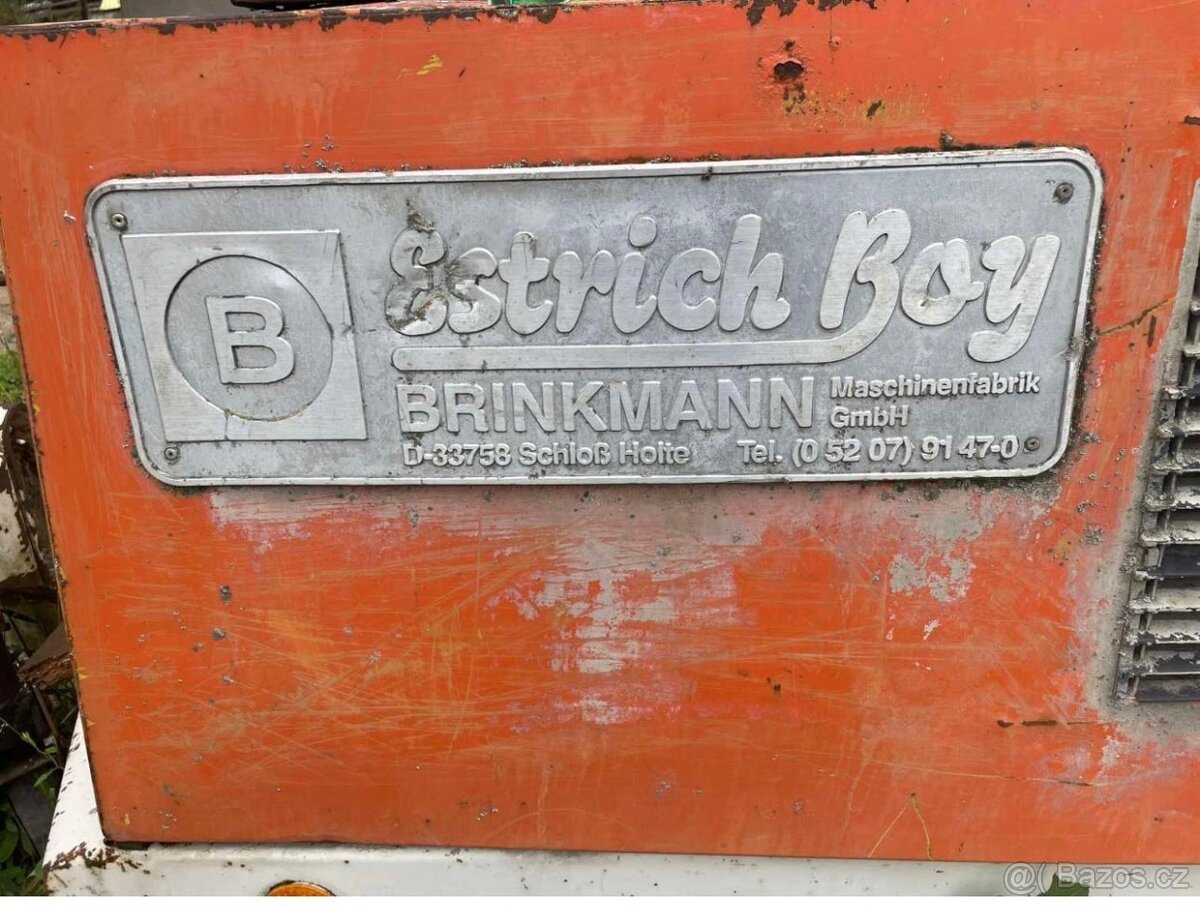 B
Estrich Boy
BRINKMANN Maschinenfabrik GmbH
D-33758 Schloß Holte Tel. (0 52 07) 91 47-0
@Bazos.cz